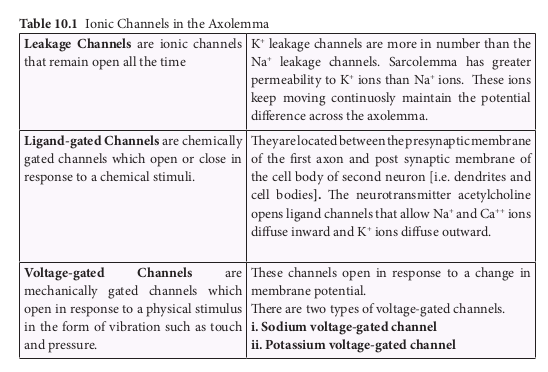 Table 10.1 Ionic Channels in the Axolemma
Leakage Channels are ionic channels
that remain open all the time
K⁺ leakage channels are more in number than the
Na⁺ leakage channels. Sarcolemma has greater
permeability to K⁺ ions than Na⁺ ions. These ions
keep moving continuosly maintain the potential
difference across the axolemma.
Ligand-gated Channels are chemically
gated channels which open or close in
response to a chemical stimuli.
They are located between the presynaptic membrane
of the first axon and post synaptic membrane of
the cell body of second neuron [i.e. dendrites and
cell bodies]. The neurotransmitter acetylcholine
opens ligand channels that allow Na⁺ and Ca⁺⁺ ions
diffuse inward and K⁺ ions diffuse outward.
Voltage-gated Channels are
mechanically gated channels which
open in response to a physical stimulus
in the form of vibration such as touch
and pressure.
These channels open in response to a change in
membrane potential.
There are two types of voltage-gated channels.
i. Sodium voltage-gated channel
ii. Potassium voltage-gated channel